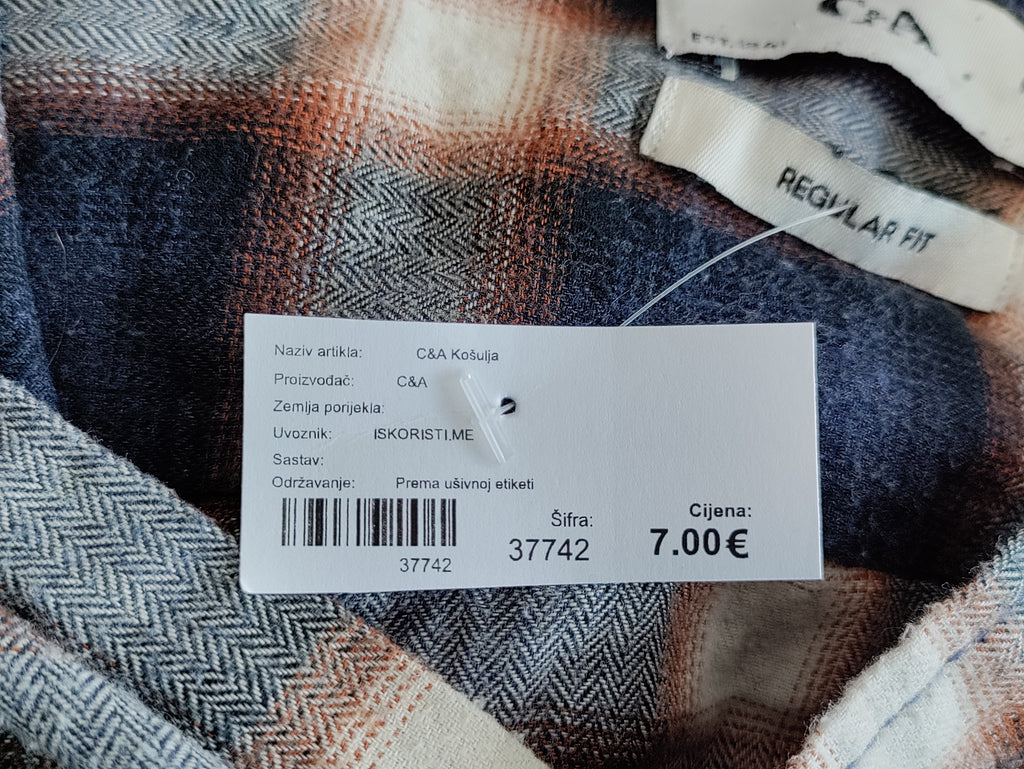 C&A
REGULAR FIT
Naziv artikla: C&A Košulja
Proizvođač: C&A
Zemlja porijekla:
Uvoznik: ISKORISTI.ME
Sastav:
Održavanje: Prema ušivnoj etiketi
37742
Šifra:
37742
Cijena:
7.00€